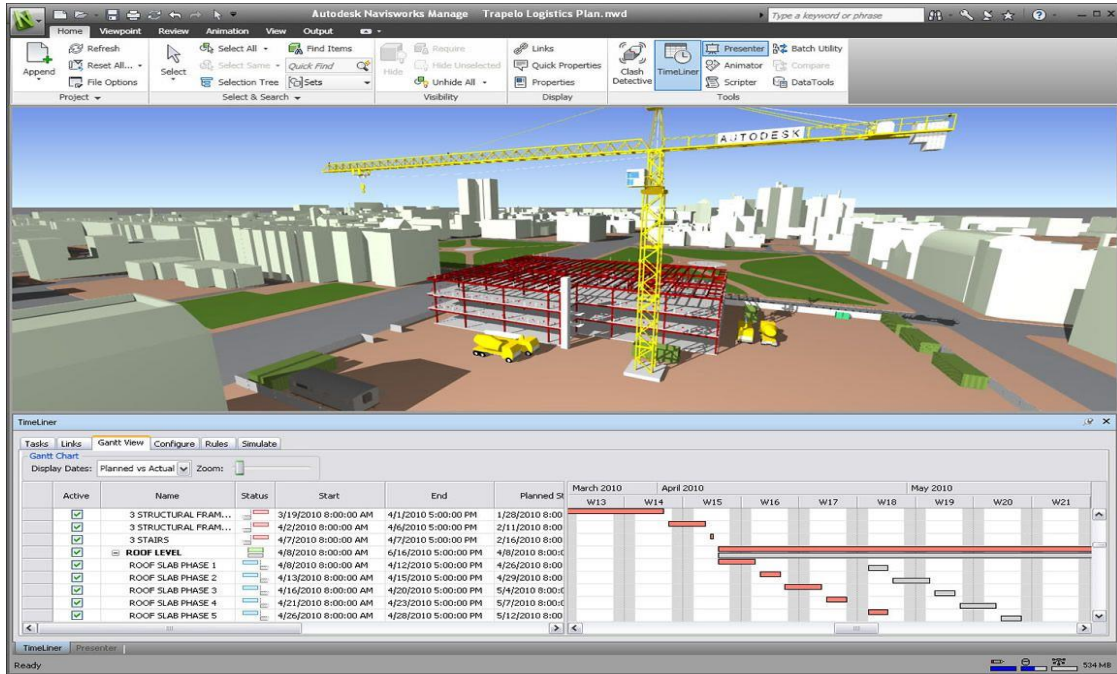 Autodesk Navisworks Manage Trapelo Logistics Plan.nwd
Type a keyword or phrase
Home Viewpoint Review Animation View Output
Append
Refresh
Reset All...
File Options
Project
Select
Select All
Select Same
Selection Tree
Find Items
Quick Find
Sets
Select & Search
Hide
Require
Hide Unselected
Unhide All
Visibility
Links
Quick Properties
Properties
Display
Clash Detective
TimeLiner
Presenter
Animator
Scripter
Batch Utility
Compare
DataTools
Tools
AUTODESK
TimeLiner
Tasks Links Gantt View Configure Rules Simulate
Gantt Chart
Display Dates: Planned vs Actual Zoom:
Active Name Status Start End Planned St
March 2010 April 2010 May 2010
W13 W14 W15 W16 W17 W18 W19 W20 W21
3 STRUCTURAL FRAM... 3/19/2010 8:00:00 AM 4/1/2010 5:00:00 PM 1/28/2010 8:00
3 STRUCTURAL FRAM... 4/2/2010 8:00:00 AM 4/6/2010 5:00:00 PM 2/11/2010 8:00
3 STAIRS 4/7/2010 8:00:00 AM 4/7/2010 5:00:00 PM 2/16/2010 8:00
ROOF LEVEL 4/8/2010 8:00:00 AM 6/16/2010 5:00:00 PM 4/8/2010 8:00:0
ROOF SLAB PHASE 1 4/8/2010 8:00:00 AM 4/12/2010 5:00:00 PM 4/26/2010 8:00
ROOF SLAB PHASE 2 4/13/2010 8:00:00 AM 4/15/2010 5:00:00 PM 4/29/2010 8:00
ROOF SLAB PHASE 3 4/16/2010 8:00:00 AM 4/20/2010 5:00:00 PM 5/4/2010 8:00:0
ROOF SLAB PHASE 4 4/21/2010 8:00:00 AM 4/23/2010 5:00:00 PM 5/7/2010 8:00:0
ROOF SLAB PHASE 5 4/26/2010 8:00:00 AM 4/28/2010 5:00:00 PM 5/12/2010 8:00
TimeLiner Presenter
Ready
534 MB